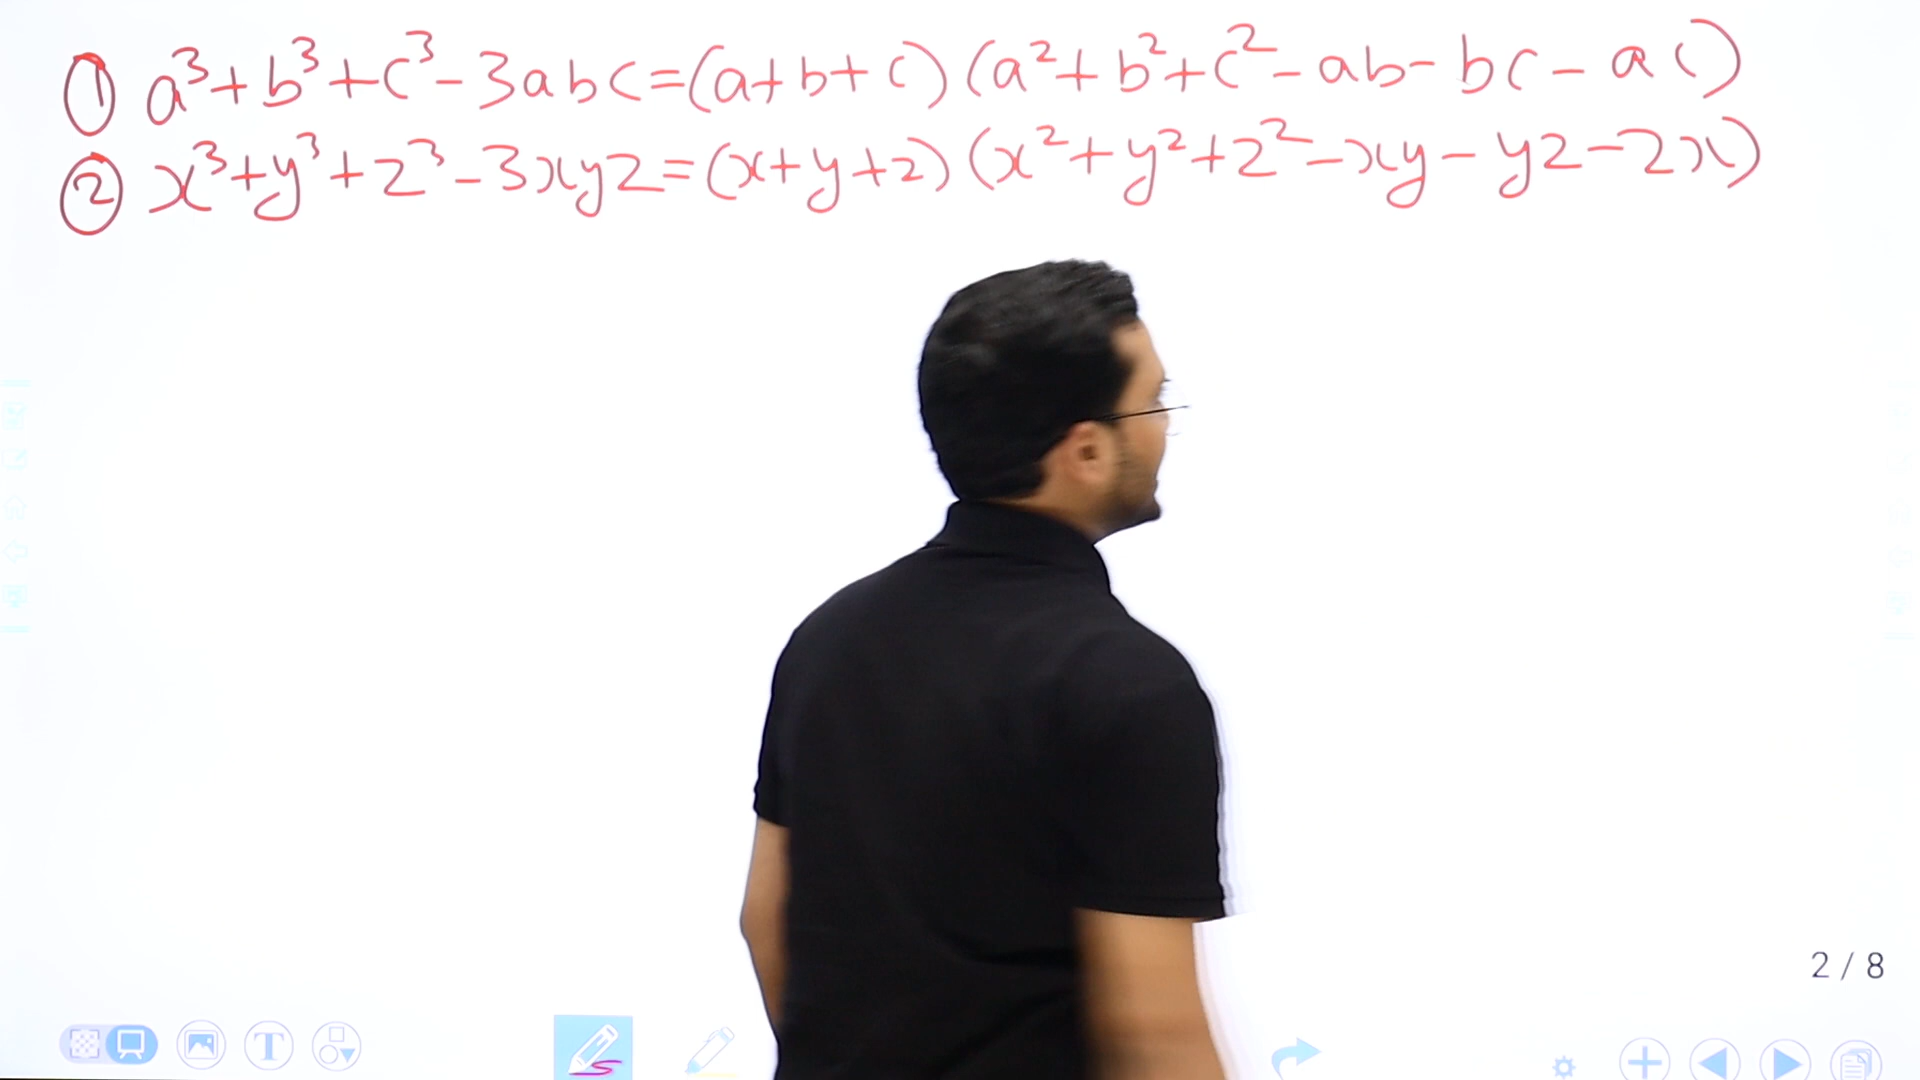 ① a³+b³+c³-3abc=(a+b+c)(a²+b²+c²-ab-bc-ac)
② x³+y³+z³-3xyz=(x+y+z)(x²+y²+z²-xy-yz-zx)
2 / 8
T